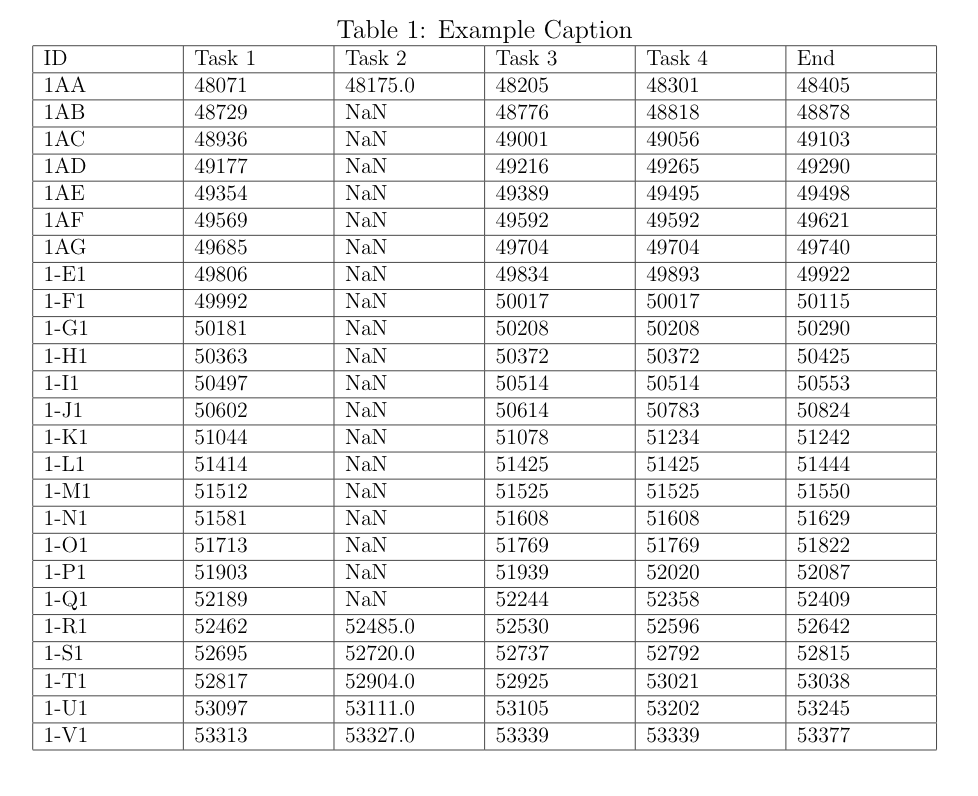 Table 1: Example Caption
ID Task 1 Task 2 Task 3 Task 4 End
1AA 48071 48175.0 48205 48301 48405
1AB 48729 NaN 48776 48818 48878
1AC 48936 NaN 49001 49056 49103
1AD 49177 NaN 49216 49265 49290
1AE 49354 NaN 49389 49495 49498
1AF 49569 NaN 49592 49592 49621
1AG 49685 NaN 49704 49704 49740
1-E1 49806 NaN 49834 49893 49922
1-F1 49992 NaN 50017 50017 50115
1-G1 50181 NaN 50208 50208 50290
1-H1 50363 NaN 50372 50372 50425
1-I1 50497 NaN 50514 50514 50553
1-J1 50602 NaN 50614 50783 50824
1-K1 51044 NaN 51078 51234 51242
1-L1 51414 NaN 51425 51425 51444
1-M1 51512 NaN 51525 51525 51550
1-N1 51581 NaN 51608 51608 51629
1-O1 51713 NaN 51769 51769 51822
1-P1 51903 NaN 51939 52020 52087
1-Q1 52189 NaN 52244 52358 52409
1-R1 52462 52485.0 52530 52596 52642
1-S1 52695 52720.0 52737 52792 52815
1-T1 52817 52904.0 52925 53021 53038
1-U1 53097 53111.0 53105 53202 53245
1-V1 53313 53327.0 53339 53339 53377